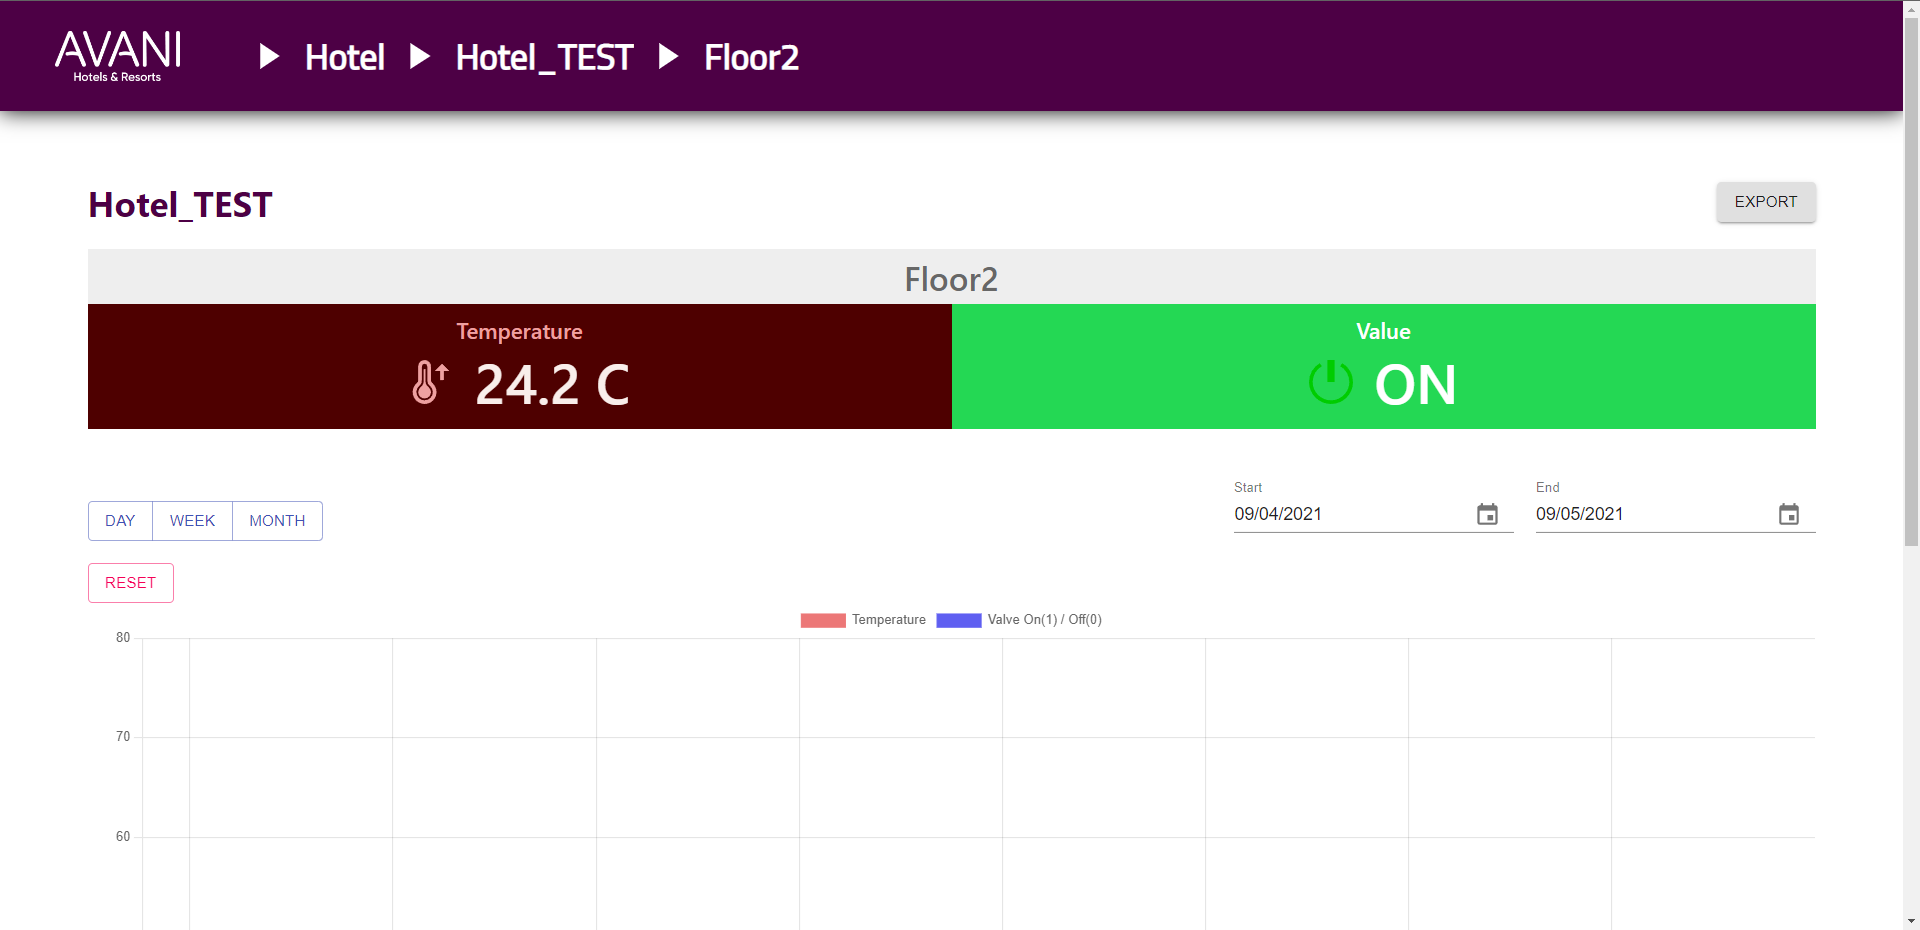 AVANI
Hotels & Resorts
Hotel Hotel_TEST Floor2
Hotel_TEST
EXPORT
Floor2
Temperature
24.2 C
Value
ON
DAY WEEK MONTH
Start
09/04/2021
End
09/05/2021
RESET
Temperature Valve On(1) / Off(0)
80
70
60